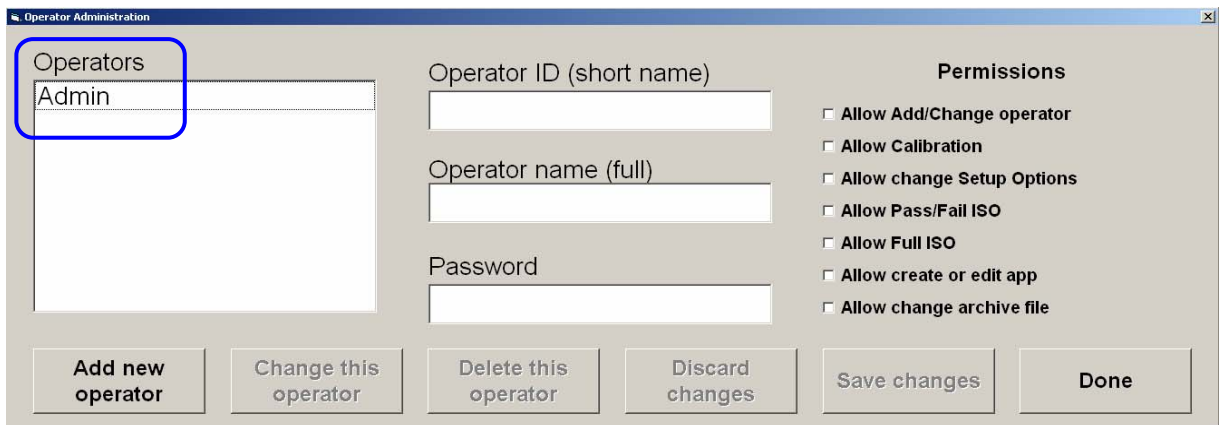 Operator Administration
Operators
Admin
Operator ID (short name)
Operator name (full)
Password
Permissions
Allow Add/Change operator
Allow Calibration
Allow change Setup Options
Allow Pass/Fail ISO
Allow Full ISO
Allow create or edit app
Allow change archive file
Add new
operator
Change this
operator
Delete this
operator
Discard
changes
Save changes
Done